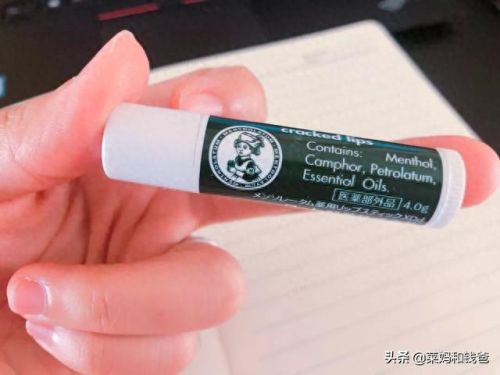 cracked lips
Contains: Menthol,
Camphor, Petrolatum,
Essential Oils.
医薬部外品 4.0g
メンソレータム薬用リップスティックXD
头条 @菜妈和钱爸